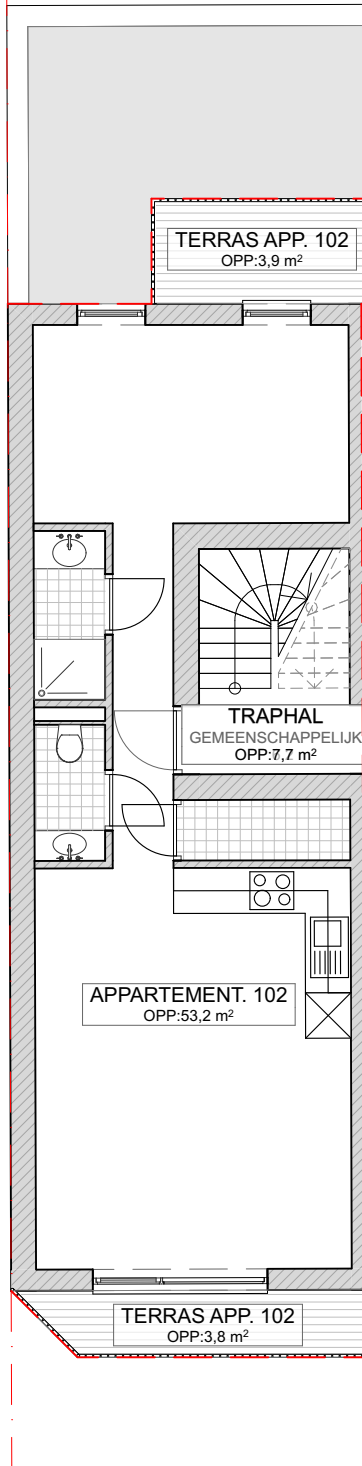 TERRAS APP. 102
OPP:3,9 m²
TRAPHAL
GEMEENSCHAPPELIJK
OPP:7,7 m²
APPARTEMENT. 102
OPP:53,2 m²
TERRAS APP. 102
OPP:3,8 m²